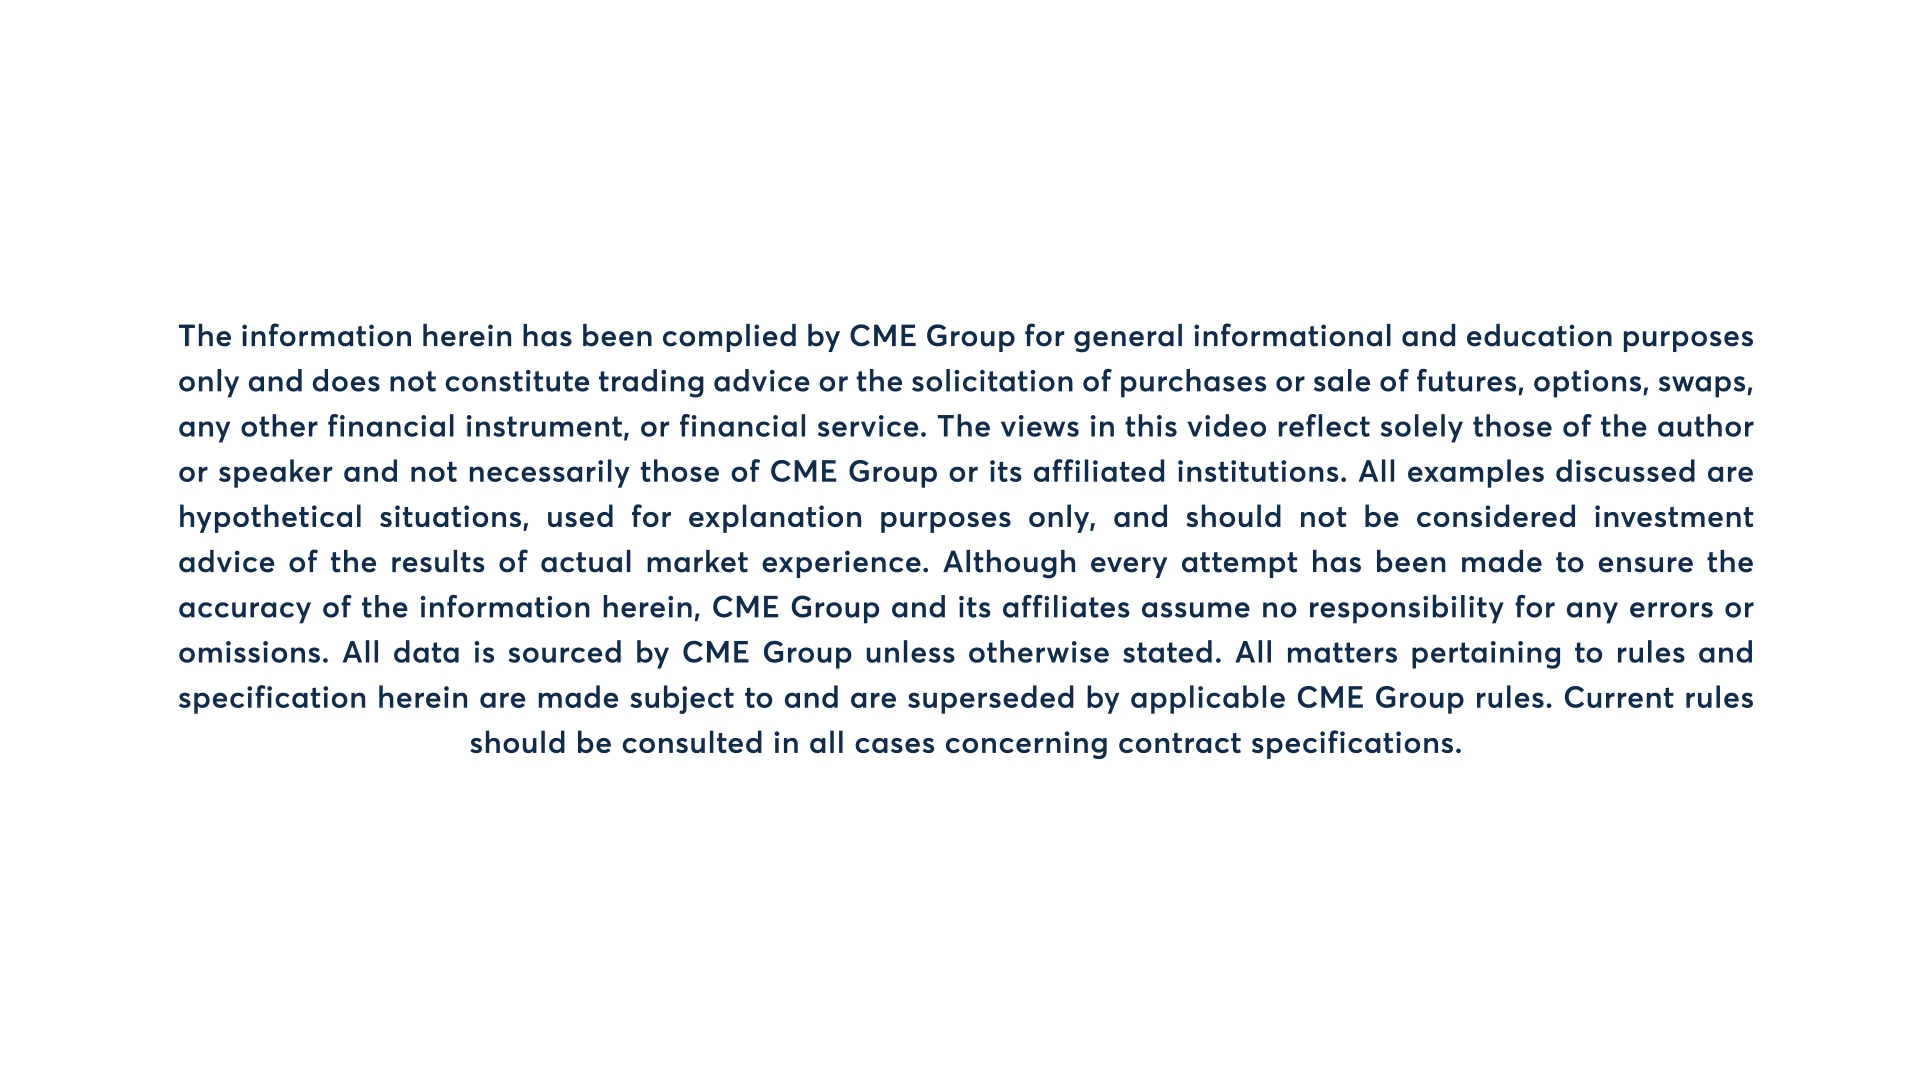 The information herein has been complied by CME Group for general informational and education purposes
only and does not constitute trading advice or the solicitation of purchases or sale of futures, options, swaps,
any other financial instrument, or financial service. The views in this video reflect solely those of the author
or speaker and not necessarily those of CME Group or its affiliated institutions. All examples discussed are
hypothetical situations, used for explanation purposes only, and should not be considered investment
advice of the results of actual market experience. Although every attempt has been made to ensure the
accuracy of the information herein, CME Group and its affiliates assume no responsibility for any errors or
omissions. All data is sourced by CME Group unless otherwise stated. All matters pertaining to rules and
specification herein are made subject to and are superseded by applicable CME Group rules. Current rules
should be consulted in all cases concerning contract specifications.